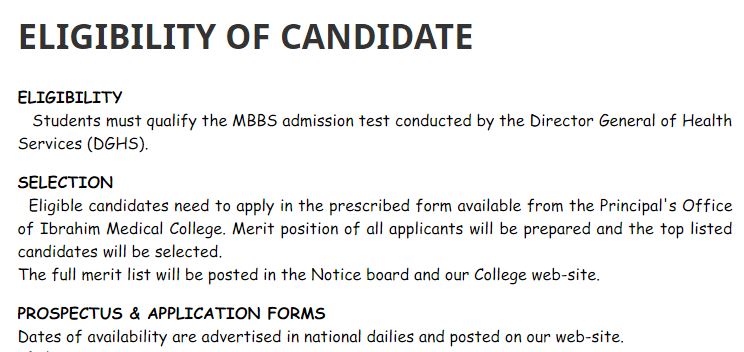 ELIGIBILITY OF CANDIDATE
ELIGIBILITY
Students must qualify the MBBS admission test conducted by the Director General of Health
Services (DGHS).
SELECTION
Eligible candidates need to apply in the prescribed form available from the Principal's Office
of Ibrahim Medical College. Merit position of all applicants will be prepared and the top listed
candidates will be selected.
The full merit list will be posted in the Notice board and our College web-site.
PROSPECTUS & APPLICATION FORMS
Dates of availability are advertised in national dailies and posted on our web-site.